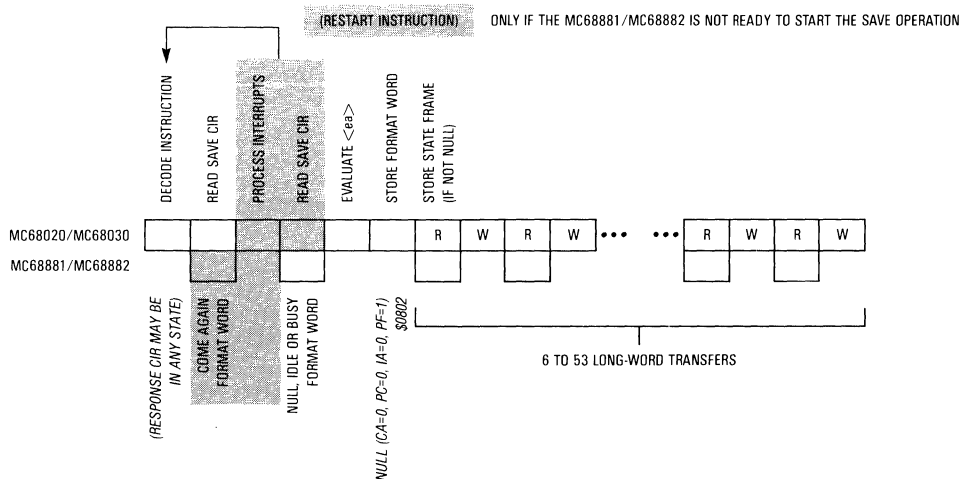 (RESTART INSTRUCTION) ONLY IF THE MC68881/MC68882 IS NOT READY TO START THE SAVE OPERATION
DECODE INSTRUCTION
READ SAVE CIR
PROCESS INTERRUPTS
READ SAVE CIR
EVALUATE <ea>
STORE FORMAT WORD
STORE STATE FRAME
(IF NOT NULL)
MC68020/MC68030
R W R W ••• ••• R W R W
MC68881/MC68882
(RESPONSE CIR MAY BE
IN ANY STATE)
COME AGAIN
FORMAT WORD
NULL, IDLE OR BUSY
FORMAT WORD
NULL (CA=0, PC=0, IA=0, PF=1)
$0802
6 TO 53 LONG-WORD TRANSFERS